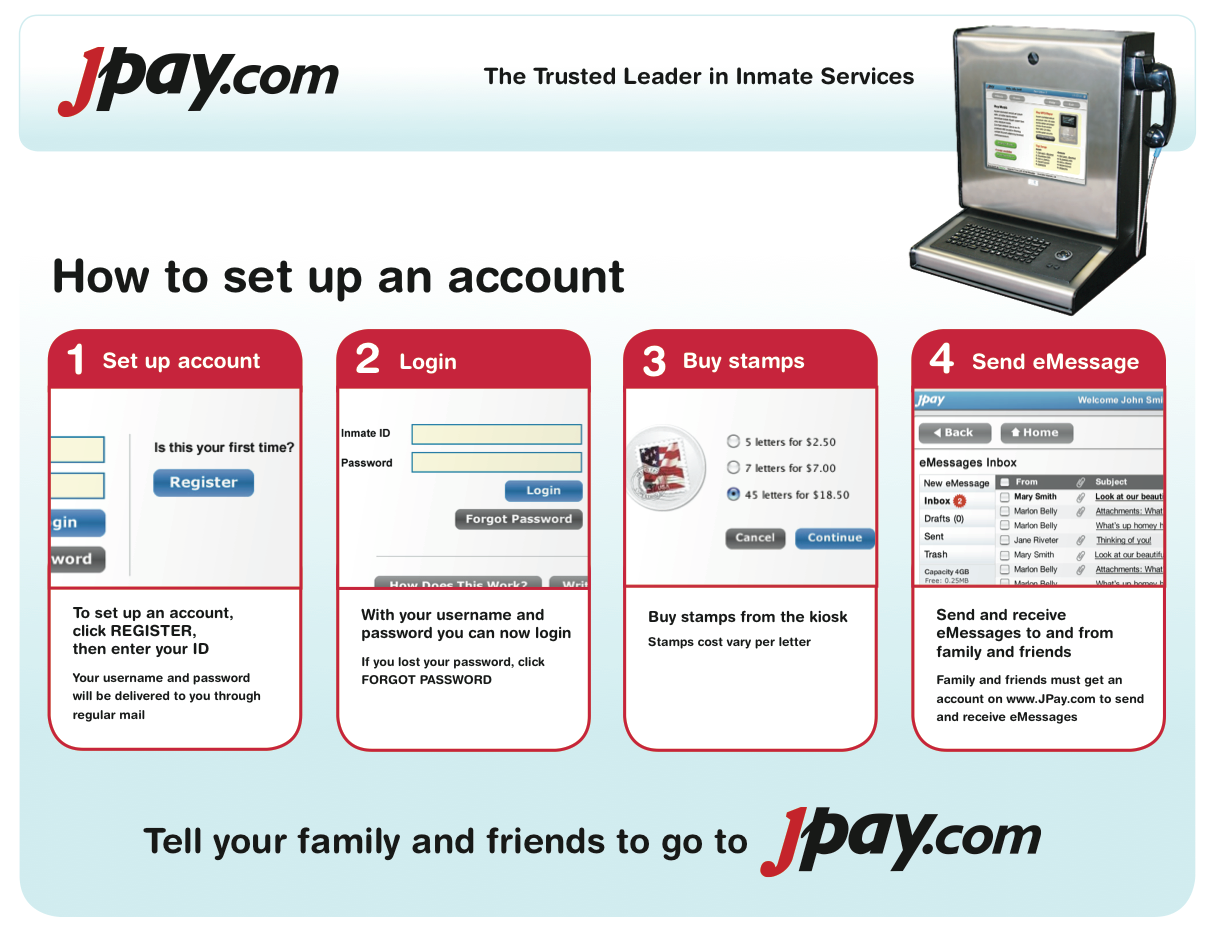 Jpay.com
The Trusted Leader in Inmate Services
How to set up an account
1 Set up account
Is this your first time?
Register
gin
word
To set up an account,
click REGISTER,
then enter your ID
Your username and password
will be delivered to you through
regular mail
2 Login
Inmate ID
Password
Login
Forgot Password
How Does This Work?
Writ
With your username and
password you can now login
If you lost your password, click
FORGOT PASSWORD
3 Buy stamps
5 letters for $2.50
7 letters for $7.00
45 letters for $18.50
Cancel Continue
Buy stamps from the kiosk
Stamps cost vary per letter
4 Send eMessage
Jpay Welcome John Smi
Back Home
eMessages Inbox
New eMessage
Inbox 2
Drafts (0)
Sent
Trash
Capacity 4GB
Free: 0.25MB
From Subject
Mary Smith Look at our beauti
Marlon Belly Attachments: What
Marlon Belly What's up homey h
Jane Riveter Thinking of you!
Mary Smith Look at our beautifu
Marlon Belly Attachments: What
Marlon Belly What's up homey h
Send and receive
eMessages to and from
family and friends
Family and friends must get an
account on www.JPay.com to send
and receive eMessages
Tell your family and friends to go to Jpay.com